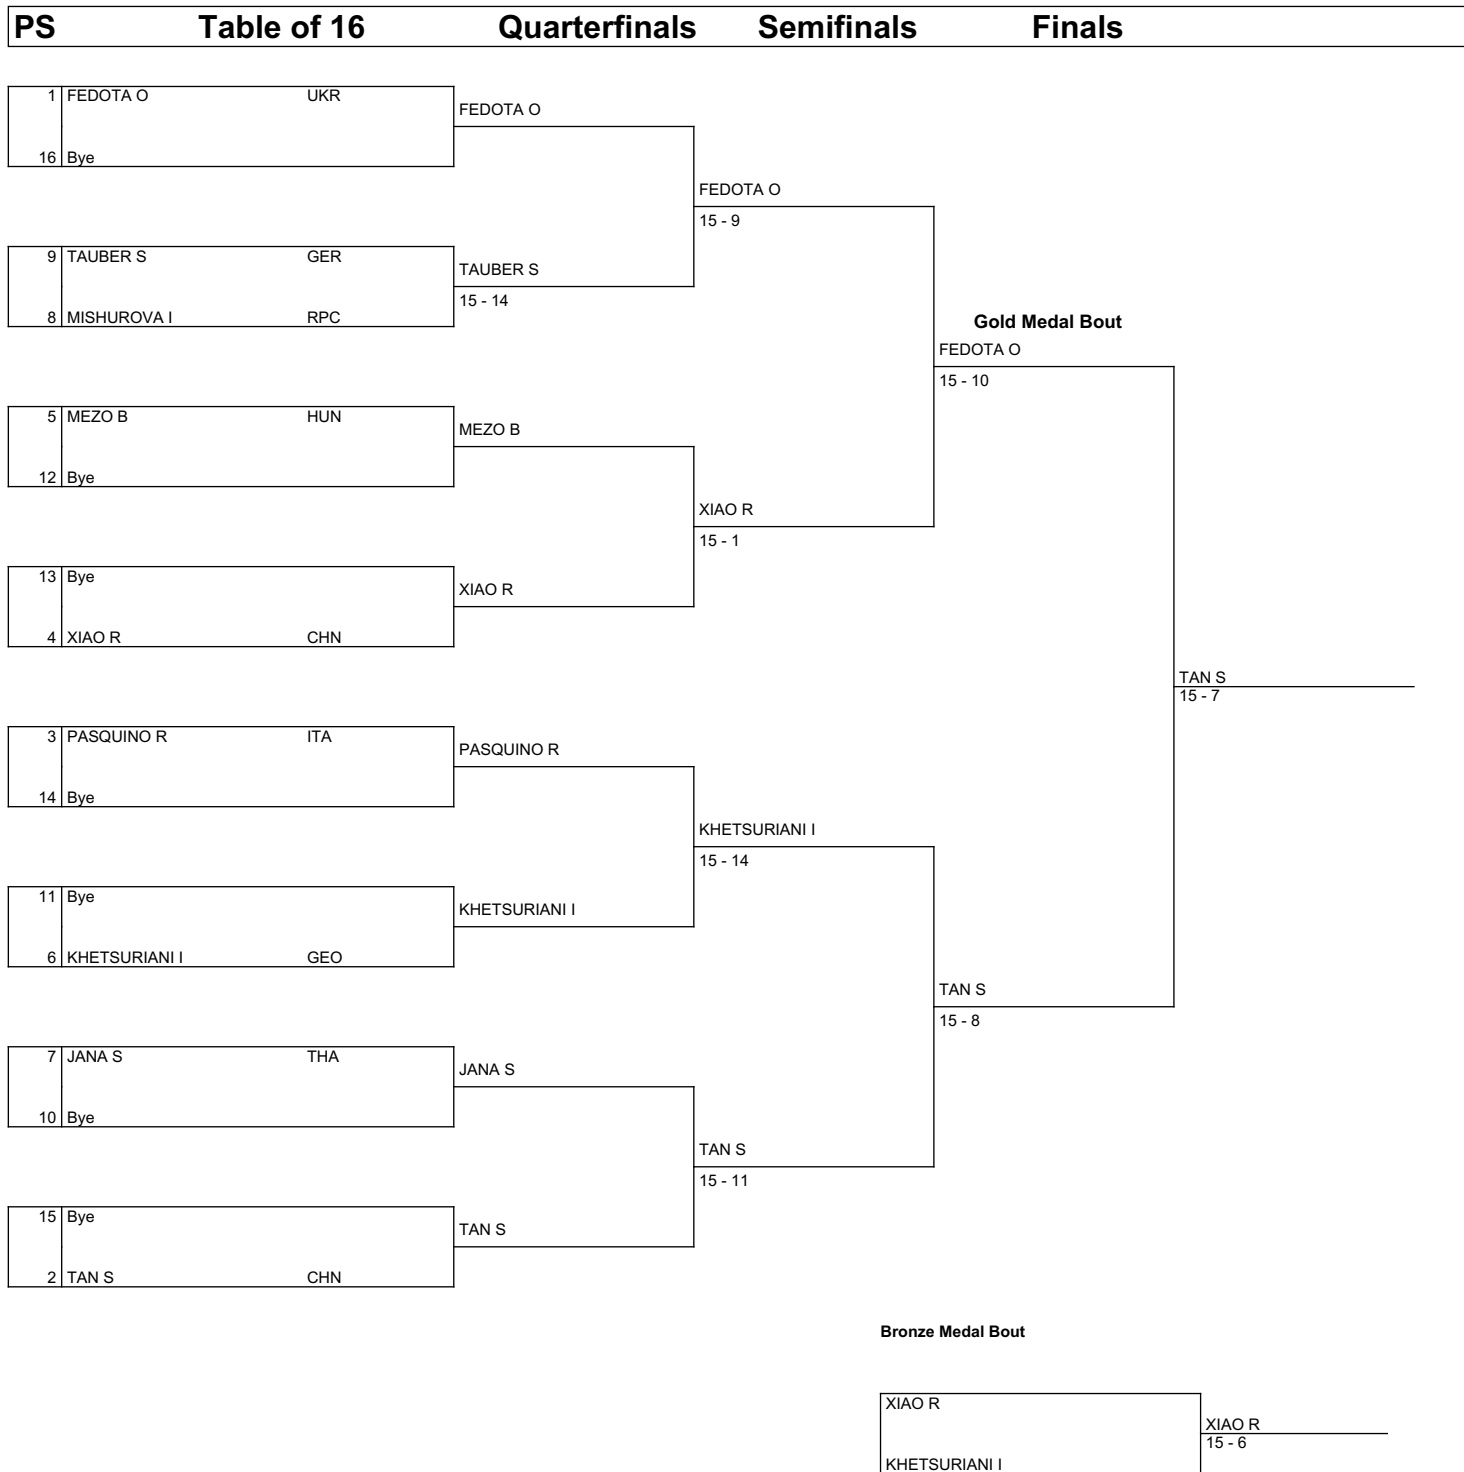 PS Table of 16 Quarterfinals Semifinals Finals
1 FEDOTA O UKR
FEDOTA O
16 Bye
FEDOTA O
15 - 9
9 TAUBER S GER
TAUBER S
15 - 14
8 MISHUROVA I RPC
Gold Medal Bout
FEDOTA O
15 - 10
5 MEZO B HUN
MEZO B
12 Bye
XIAO R
15 - 1
13 Bye
XIAO R
4 XIAO R CHN
TAN S
15 - 7
3 PASQUINO R ITA
PASQUINO R
14 Bye
KHETSURIANI I
15 - 14
11 Bye
KHETSURIANI I
6 KHETSURIANI I GEO
TAN S
15 - 8
7 JANA S THA
JANA S
10 Bye
TAN S
15 - 11
15 Bye
TAN S
2 TAN S CHN
Bronze Medal Bout
XIAO R
XIAO R
15 - 6
KHETSURIANI I